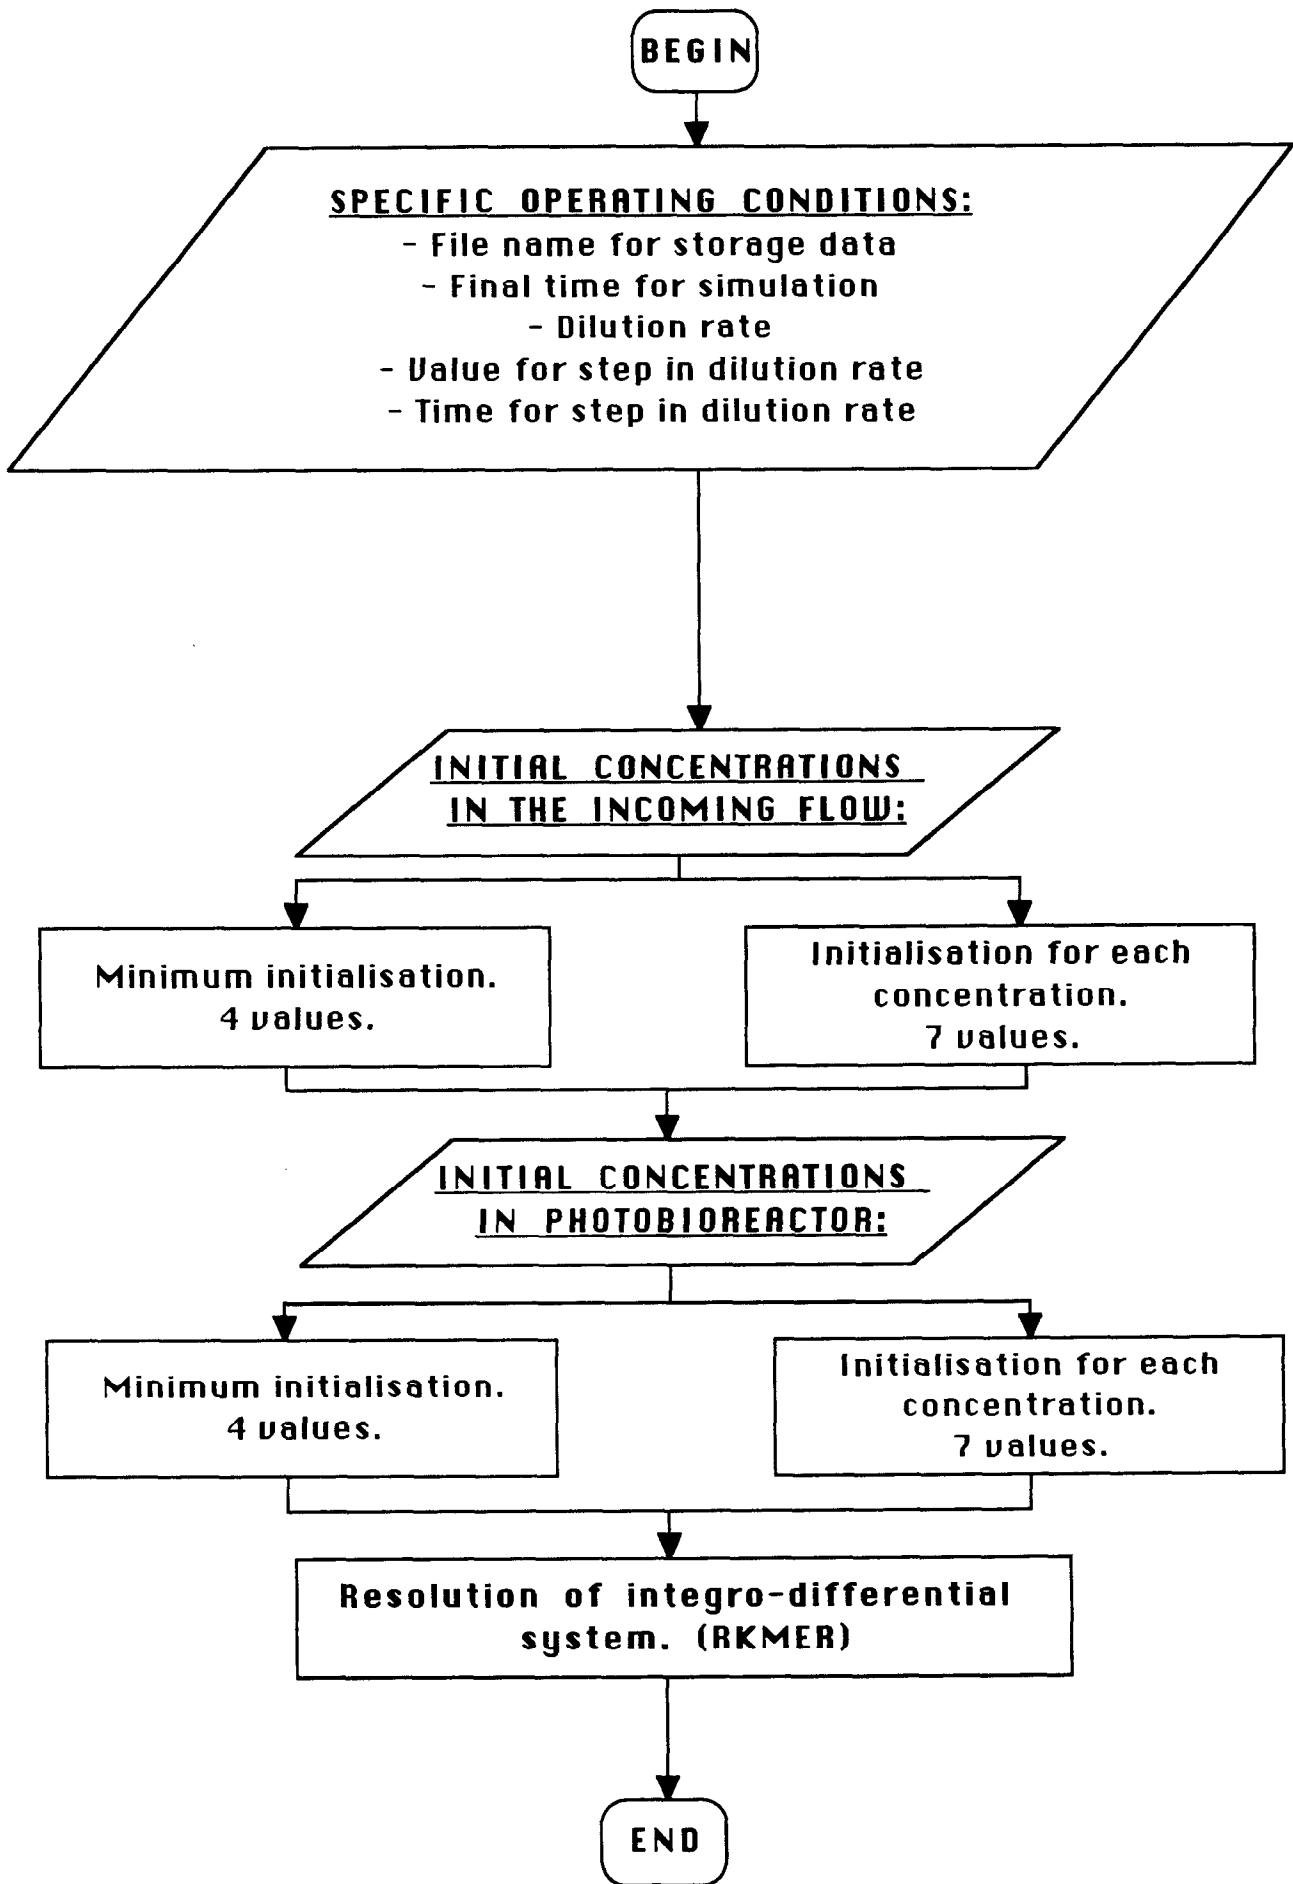 BEGIN
SPECIFIC OPERATING CONDITIONS:
- File name for storage data
- Final time for simulation
- Dilution rate
- Value for step in dilution rate
- Time for step in dilution rate
INITIAL CONCENTRATIONS
IN THE INCOMING FLOW:
Minimum initialisation.
4 values.
Initialisation for each
concentration.
7 values.
INITIAL CONCENTRATIONS
IN PHOTOBIOREACTOR:
Minimum initialisation.
4 values.
Initialisation for each
concentration.
7 values.
Resolution of integro-differential
system. (RKMER)
END